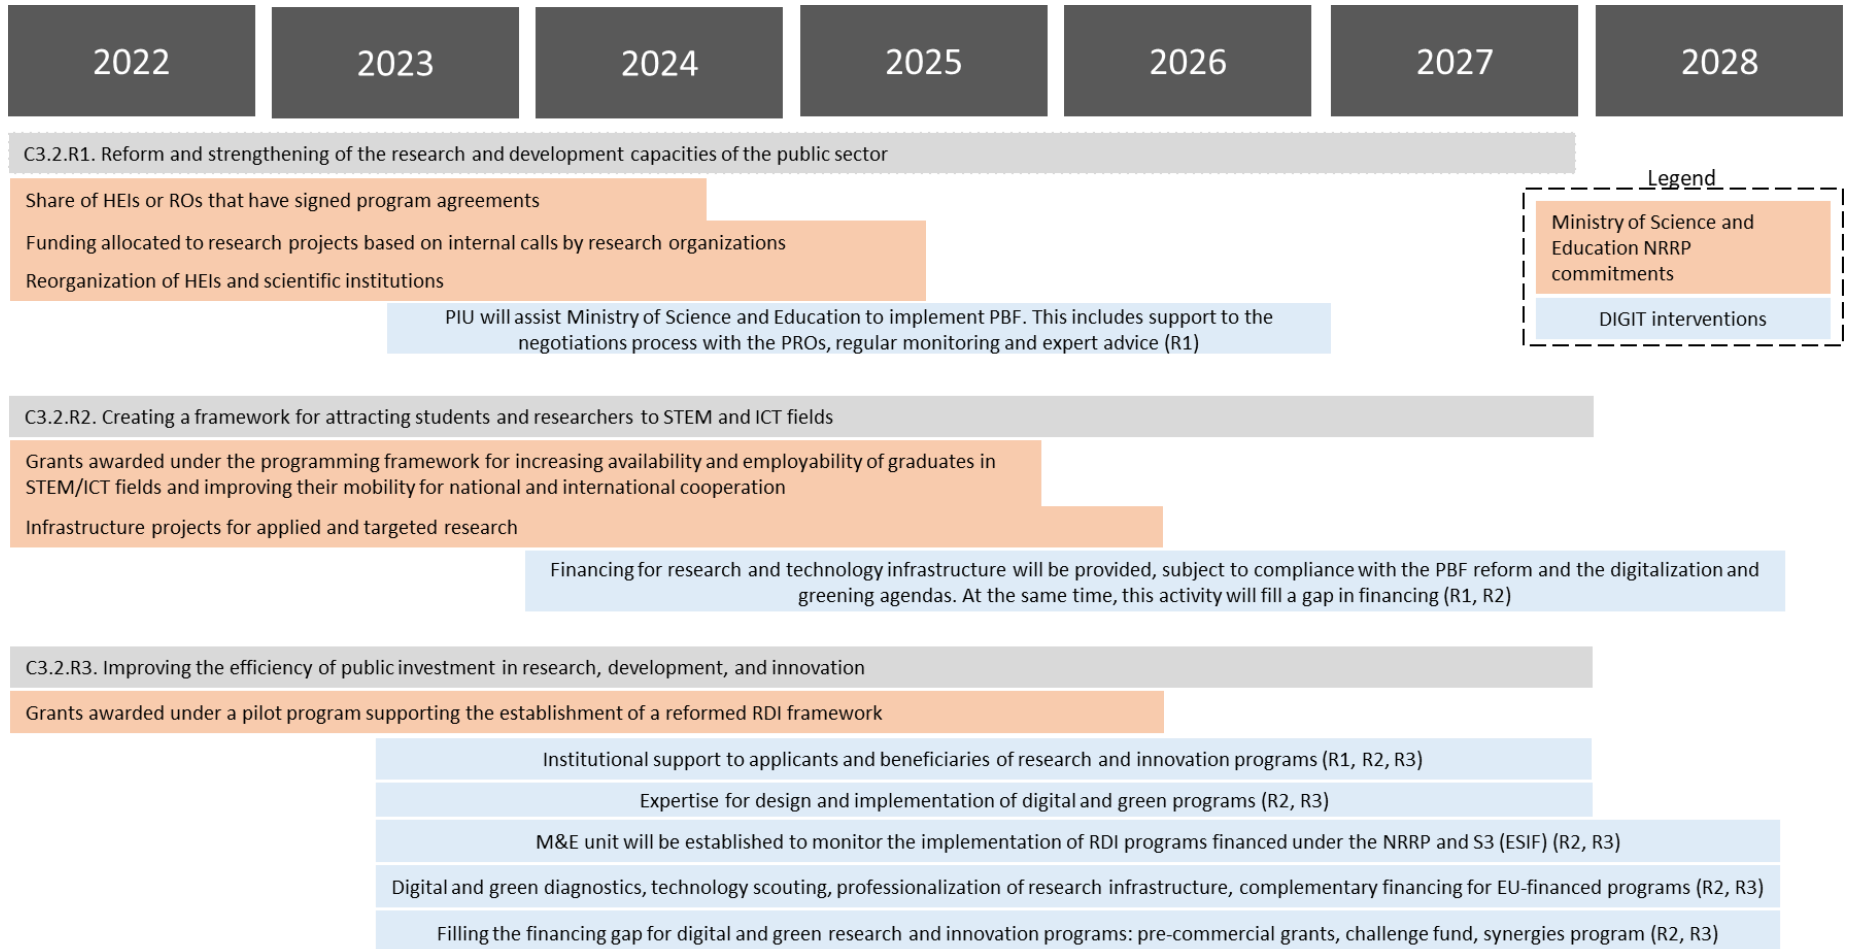 2022
2023
2024
2025
2026
2027
2028
C3.2.R1. Reform and strengthening of the research and development capacities of the public sector
Legend
Share of HEIs or ROs that have signed program agreements
Funding allocated to research projects based on internal calls by research organizations
Reorganization of HEIs and scientific institutions
Ministry of Science and
Education NRRP
commitments
DIGIT interventions
PIU will assist Ministry of Science and Education to implement PBF. This includes support to the
negotiations process with the PROs, regular monitoring and expert advice (R1)
C3.2.R2. Creating a framework for attracting students and researchers to STEM and ICT fields
Grants awarded under the programming framework for increasing availability and employability of graduates in
STEM/ICT fields and improving their mobility for national and international cooperation
Infrastructure projects for applied and targeted research
Financing for research and technology infrastructure will be provided, subject to compliance with the PBF reform and the digitalization and
greening agendas. At the same time, this activity will fill a gap in financing (R1, R2)
C3.2.R3. Improving the efficiency of public investment in research, development, and innovation
Grants awarded under a pilot program supporting the establishment of a reformed RDI framework
Institutional support to applicants and beneficiaries of research and innovation programs (R1, R2, R3)
Expertise for design and implementation of digital and green programs (R2, R3)
M&E unit will be established to monitor the implementation of RDI programs financed under the NRRP and S3 (ESIF) (R2, R3)
Digital and green diagnostics, technology scouting, professionalization of research infrastructure, complementary financing for EU-financed programs (R2, R3)
Filling the financing gap for digital and green research and innovation programs: pre-commercial grants, challenge fund, synergies program (R2, R3)